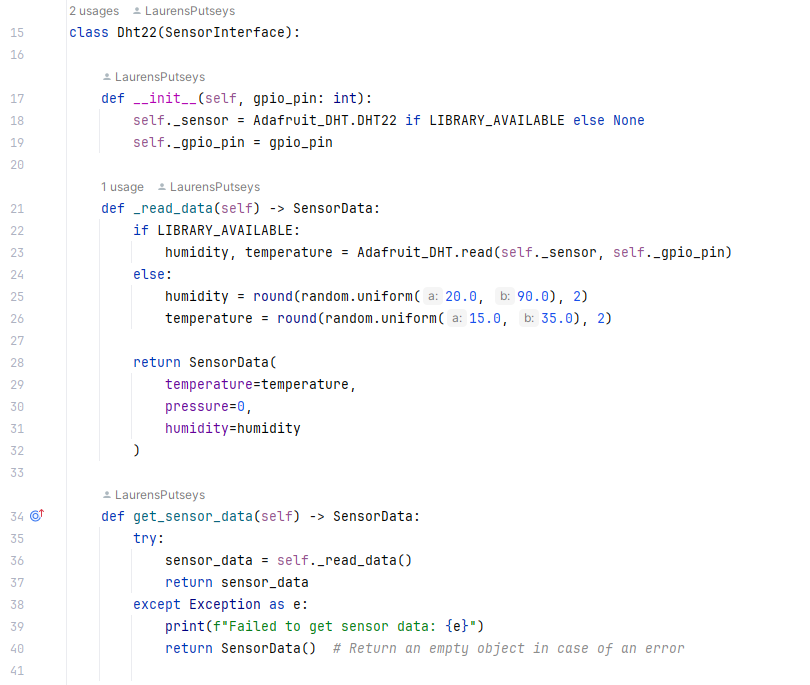 2 usages LaurensPutseys
15 class Dht22(SensorInterface):
16
LaurensPutseys
17 def __init__(self, gpio_pin: int):
18 self._sensor = Adafruit_DHT.DHT22 if LIBRARY_AVAILABLE else None
19 self._gpio_pin = gpio_pin
20
1 usage LaurensPutseys
21 def _read_data(self) -> SensorData:
22 if LIBRARY_AVAILABLE:
23 humidity, temperature = Adafruit_DHT.read(self._sensor, self._gpio_pin)
24 else:
25 humidity = round(random.uniform( a: 20.0, b: 90.0), 2)
26 temperature = round(random.uniform( a: 15.0, b: 35.0), 2)
27
28 return SensorData(
29 temperature=temperature,
30 pressure=0,
31 humidity=humidity
32 )
33
LaurensPutseys
34 def get_sensor_data(self) -> SensorData:
35 try:
36 sensor_data = self._read_data()
37 return sensor_data
38 except Exception as e:
39 print(f"Failed to get sensor data: {e}")
40 return SensorData() # Return an empty object in case of an error
41